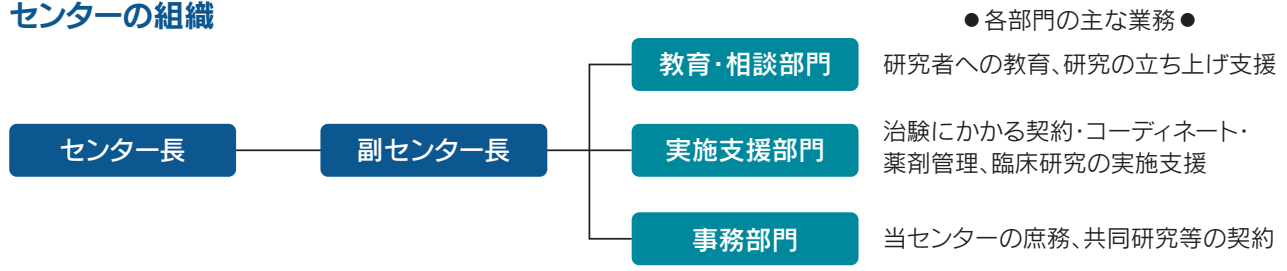 センターの組織
●各部門の主な業務●
教育・相談部門
研究者への教育、研究の立ち上げ支援
センター長
副センター長
実施支援部門
治験にかかる契約・コーディネート・
薬剤管理、臨床研究の実施支援
事務部門
当センターの庶務、共同研究等の契約